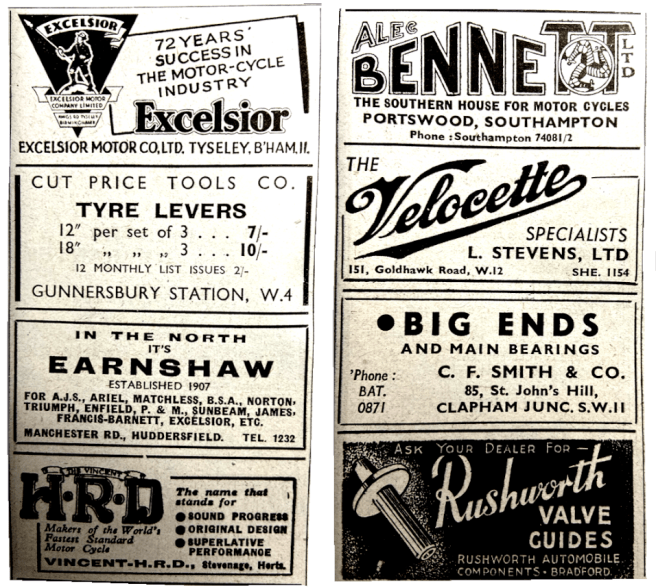 EXCELSIOR
EXCELSIOR MOTOR
COMPANY LIMITED
BIRMINGHAM
72 YEARS'
SUCCESS IN
THE MOTOR-CYCLE
INDUSTRY
Excelsior
EXCELSIOR MOTOR CO, LTD. TYSELEY, B'HAM.11.
CUT PRICE TOOLS CO.
TYRE LEVERS
12" per set of 3 . . . 7/-
18" „ „ „ 3 . . . 10/-
12 MONTHLY LIST ISSUES 2/-
GUNNERSBURY STATION, W.4
IN THE NORTH
IT'S
EARNSHAW
ESTABLISHED 1907
FOR A.J.S., ARIEL, MATCHLESS, B.S.A., NORTON,
TRIUMPH, ENFIELD, P. & M., SUNBEAM, JAMES,
FRANCIS-BARNETT, EXCELSIOR, ETC.
MANCHESTER RD., HUDDERSFIELD. TEL. 1232
THE VINCENT
H·R·D
Makers of the World's
Fastest Standard
Motor Cycle
The name that
stands for
● SOUND PROGRESS
● ORIGINAL DESIGN
● SUPERLATIVE
PERFORMANCE
VINCENT-H.R.D., Stevenage, Herts.
ALEC
BENNETT
LTD
THE SOUTHERN HOUSE FOR MOTOR CYCLES
PORTSWOOD, SOUTHAMPTON
Phone : Southampton 74081/2
THE
Velocette
SPECIALISTS
L. STEVENS, LTD
151, Goldhawk Road, W.12 SHE. 1154
● BIG ENDS
AND MAIN BEARINGS
'Phone : C. F. SMITH & CO.
BAT. 85, St. John's Hill,
0871 CLAPHAM JUNC. S.W.11
ASK YOUR DEALER FOR —
Rushworth
VALVE
GUIDES
RUSHWORTH AUTOMOBILE
COMPONENTS · BRADFORD.